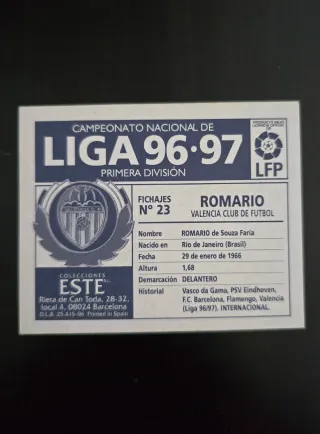 CAMPEONATO NACIONAL DE
LIGA 96·97
PRIMERA DIVISIÓN
LFP
FICHAJES
Nº 23
ROMARIO
VALENCIA CLUB DE FUTBOL
Nombre ROMARIO de Souza Faria
Nacido en Rio de Janeiro (Brasil)
Fecha 29 de enero de 1966
Altura 1,68
Demarcación DELANTERO
Historial Vasco da Gama, PSV Eindhoven,
F.C. Barcelona, Flamengo, Valencia
(Liga 96/97). INTERNACIONAL.
COLECCIONES
ESTE
Riera de Can Toda, 28-32,
local 4, 08024 Barcelona
D.L.B. 25.419-96 Printed in Spain